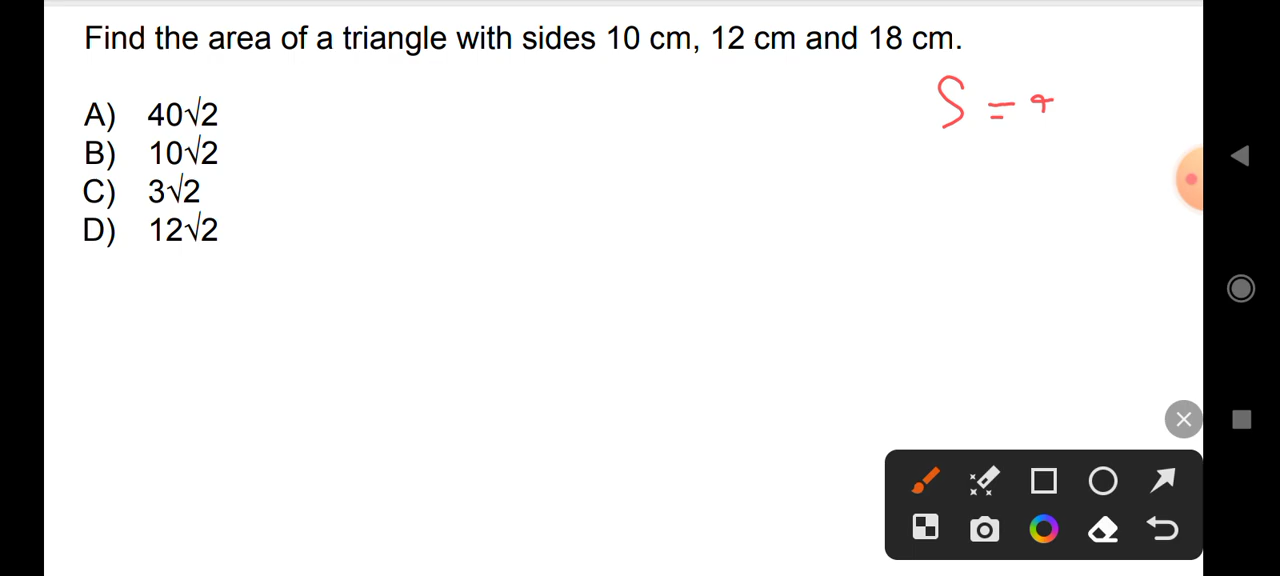 Find the area of a triangle with sides 10 cm, 12 cm and 18 cm.
S =
A) 40√2
B) 10√2
C) 3√2
D) 12√2